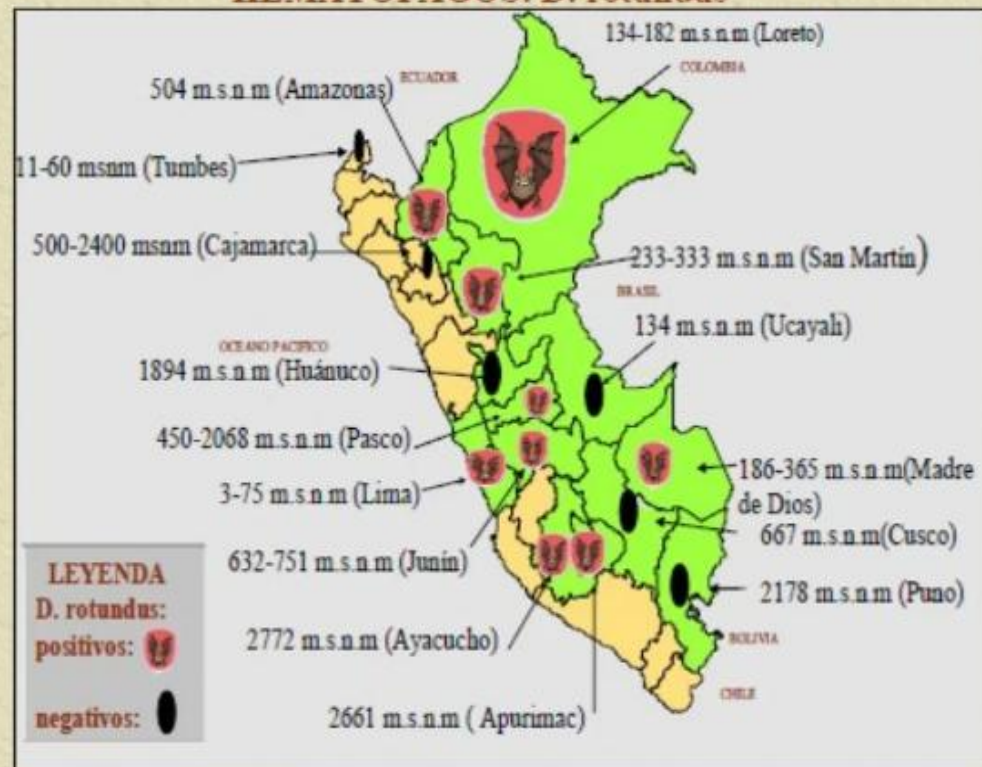 134-182 m.s.n.m (Loreto)
COLOMBIA
ECUADOR
504 m.s.n.m (Amazonas)
11-60 msnm (Tumbes)
500-2400 msnm (Cajamarca)
233-333 m.s.n.m (San Martín)
BRASIL
134 m.s.n.m (Ucayali)
OCEANO PACIFICO
1894 m.s.n.m (Huánuco)
450-2068 m.s.n.m (Pasco)
186-365 m.s.n.m(Madre
de Dios)
3-75 m.s.n.m (Lima)
667 m.s.n.m(Cusco)
632-751 m.s.n.m (Junín)
2178 m.s.n.m (Puno)
2772 m.s.n.m (Ayacucho)
BOLIVIA
CHILE
2661 m.s.n.m ( Apurimac)
LEYENDA
D. rotundus:
positivos:
negativos: